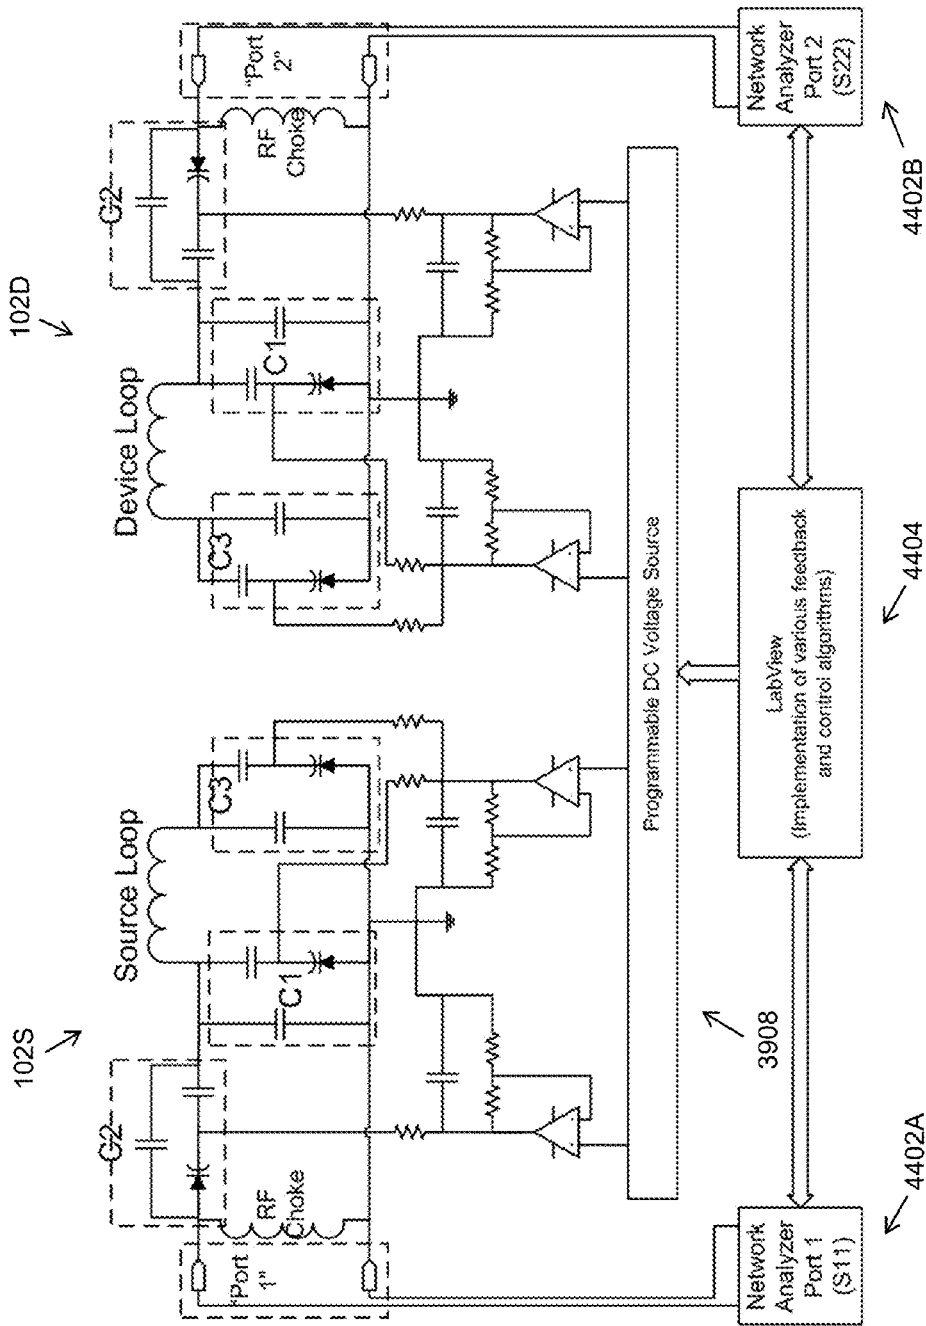 102S
102D
C2
Source Loop
Device Loop
C2
"Port
1"
RF
Choke
C1
C3
C3
C1
RF
Choke
"Port
2"
Programmable DC Voltage Source
3908
Network
Analyzer
Port 1
(S11)
LabView
(Implementation of various feedback
and control algorithms)
Network
Analyzer
Port 2
(S22)
4402A
4404
4402B